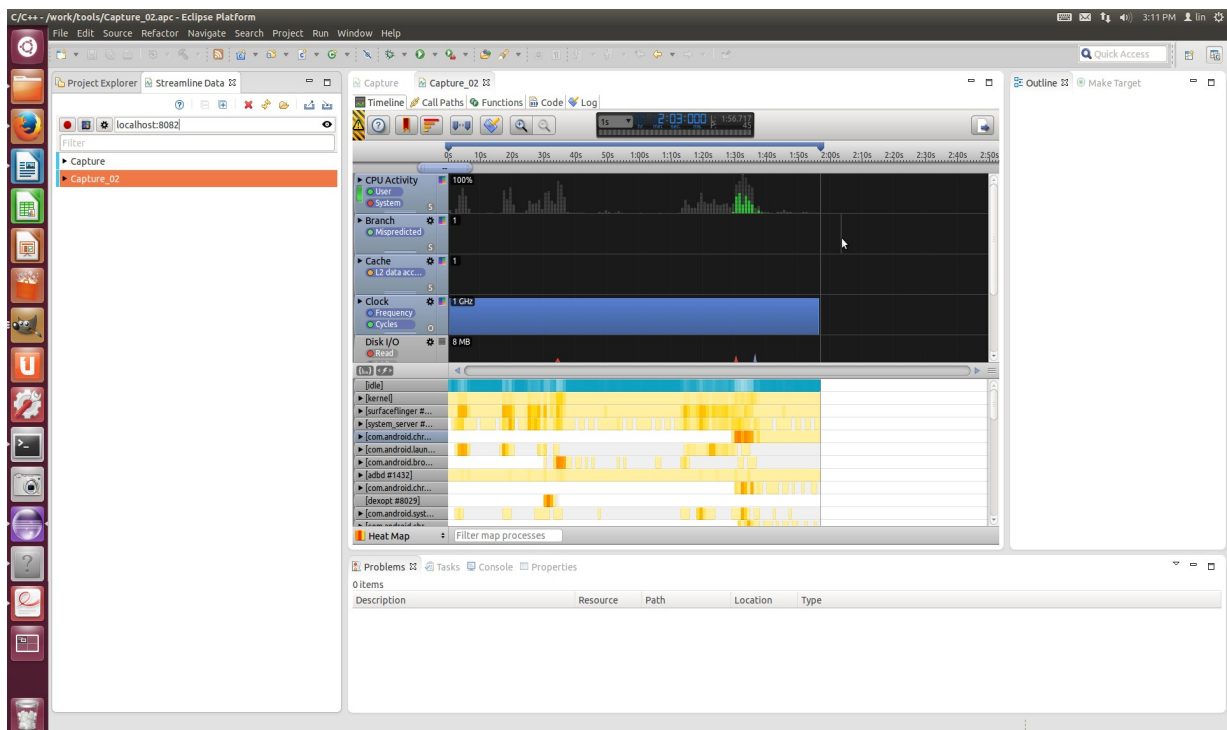 C/C++ - /work/tools/Capture_02.apc - Eclipse Platform
3:11 PM lin
File Edit Source Refactor Navigate Search Project Run Window Help
Quick Access
Project Explorer Streamline Data
localhost:8082
Filter
Capture
Capture_02
Capture Capture_02
Timeline Call Paths Functions Code Log
1s 2:03:000 1:56.717
0s 10s 20s 30s 40s 50s 1:00s 1:10s 1:20s 1:30s 1:40s 1:50s 2:00s 2:10s 2:20s 2:30s 2:40s 2:50s
CPU Activity 100%
User
System S
Branch 1
Mispredicted
S
Cache 1
L2 data acc...
S
Clock 1 GHz
Frequency
Cycles O
Disk I/O 8 MB
Read
[idle]
[kernel]
[surfaceflinger #...
[system_server #...
[com.android.chr...
[com.android.laun...
[com.android.bro...
[adbd #1432]
[com.android.chr...
[dexopt #8029]
[com.android.syst...
Heat Map Filter map processes
Outline Make Target
Problems Tasks Console Properties
0 items
Description Resource Path Location Type